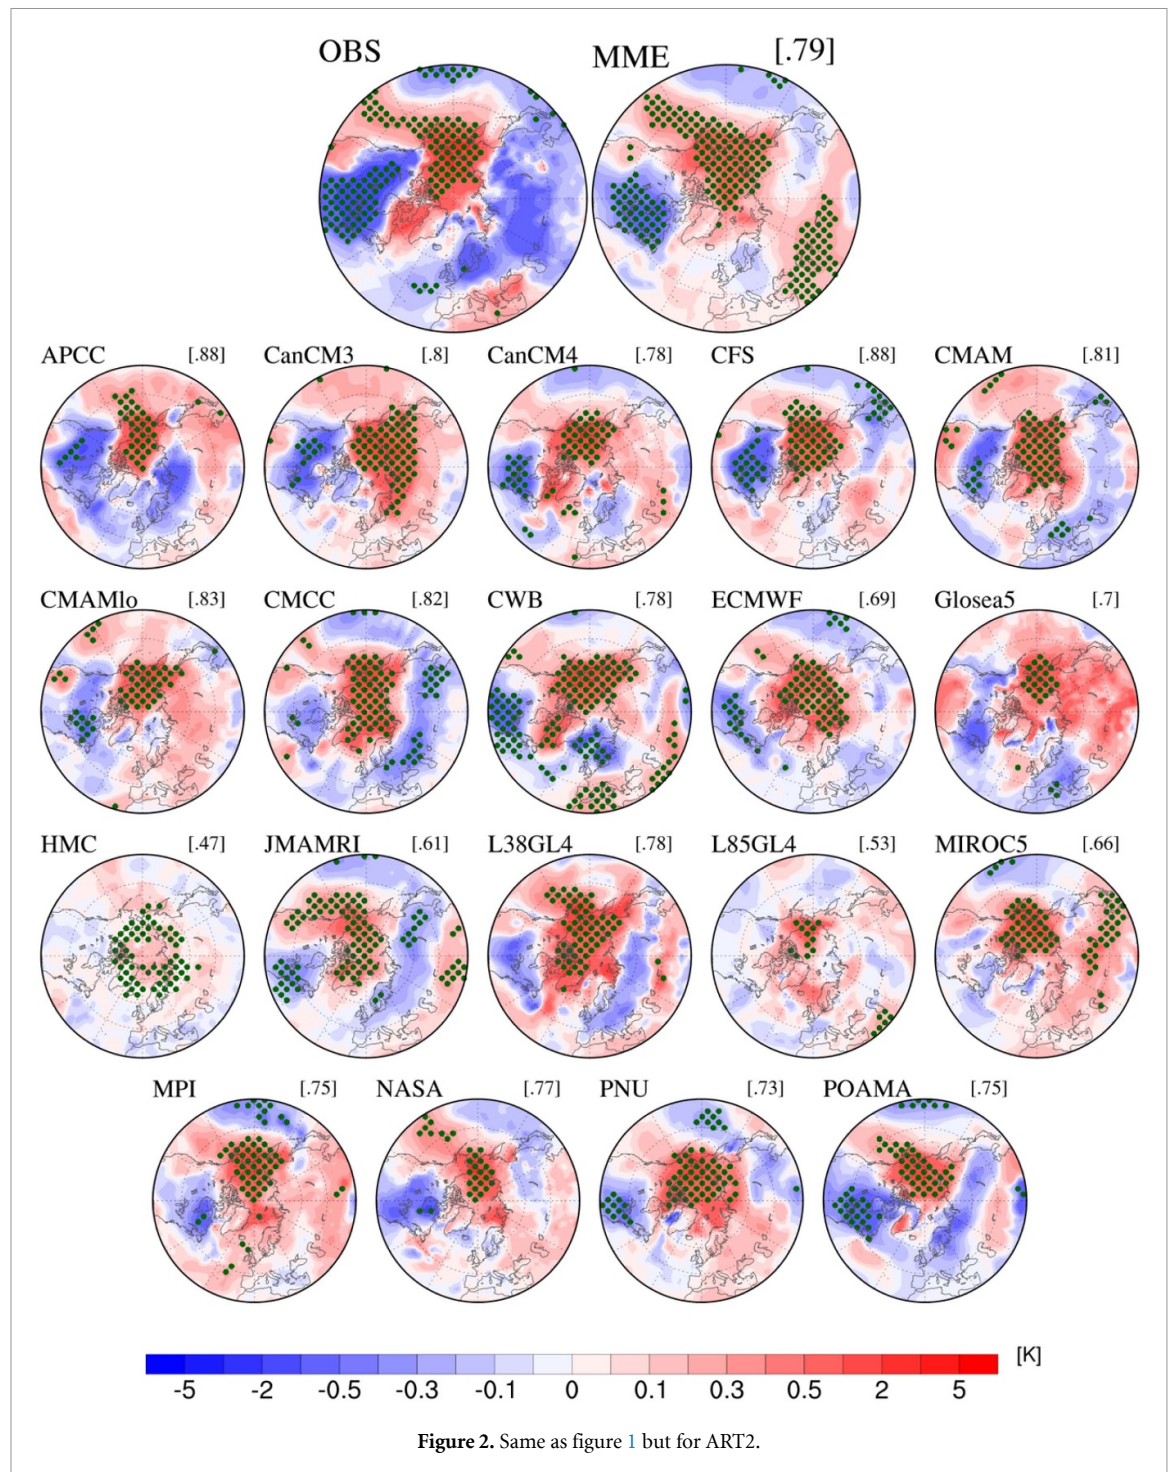 OBS MME [.79]
APCC [.88] CanCM3 [.8] CanCM4 [.78] CFS [.88] CMAM [.81]
CMAMlo [.83] CMCC [.82] CWB [.78] ECMWF [.69] Glosea5 [.7]
HMC [.47] JMAMRI [.61] L38GL4 [.78] L85GL4 [.53] MIROC5 [.66]
MPI [.75] NASA [.77] PNU [.73] POAMA [.75]
[K]
-5 -2 -0.5 -0.3 -0.1 0 0.1 0.3 0.5 2 5
Figure 2. Same as figure 1 but for ART2.